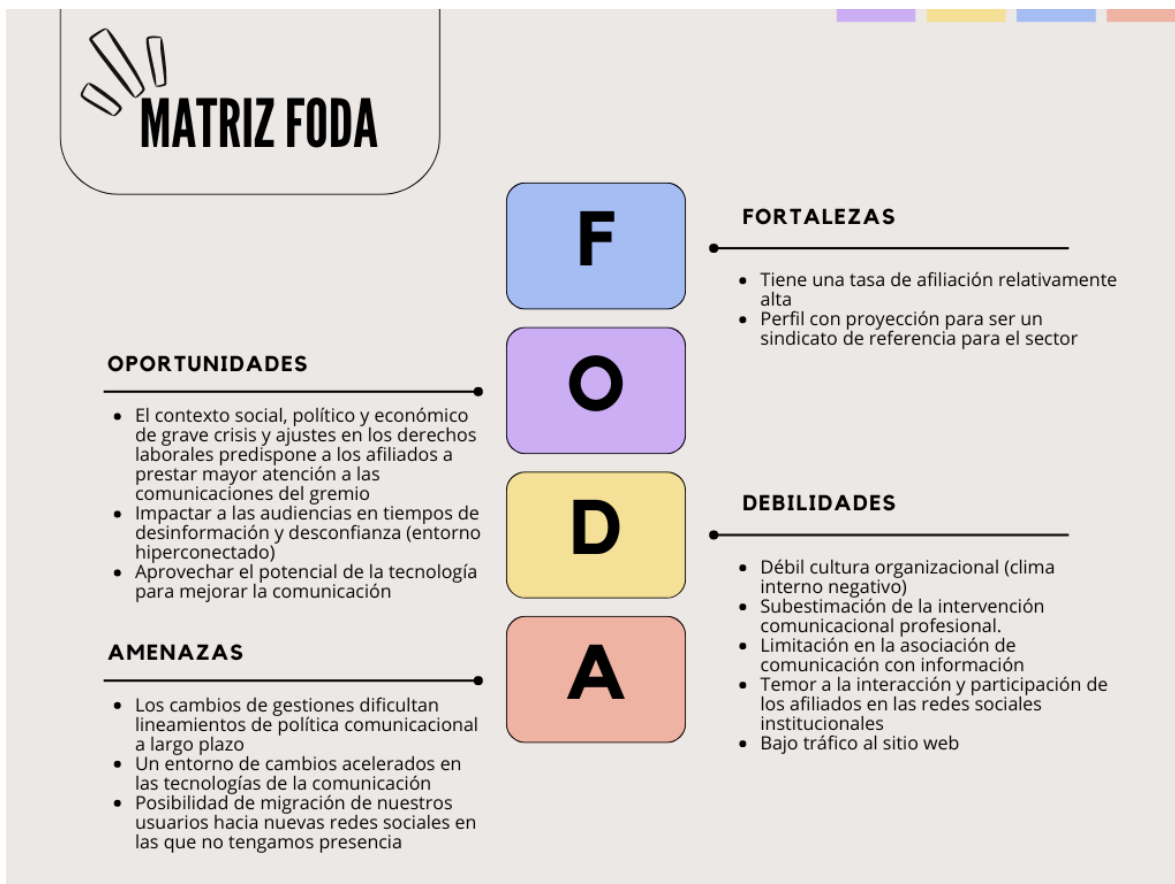 MATRIZ FODA
F
FORTALEZAS
• Tiene una tasa de afiliación relativamente
alta
• Perfil con proyección para ser un
sindicato de referencia para el sector
O
OPORTUNIDADES
• El contexto social, político y económico
de grave crisis y ajustes en los derechos
laborales predispone a los afiliados a
prestar mayor atención a las
comunicaciones del gremio
• Impactar a las audiencias en tiempos de
desinformación y desconfianza (entorno
hiperconectado)
• Aprovechar el potencial de la tecnología
para mejorar la comunicación
D
DEBILIDADES
• Débil cultura organizacional (clima
interno negativo)
• Subestimación de la intervención
comunicacional profesional.
• Limitación en la asociación de
comunicación con información
• Temor a la interacción y participación de
los afiliados en las redes sociales
institucionales
• Bajo tráfico al sitio web
A
AMENAZAS
• Los cambios de gestiones dificultan
lineamientos de política comunicacional
a largo plazo
• Un entorno de cambios acelerados en
las tecnologías de la comunicación
• Posibilidad de migración de nuestros
usuarios hacia nuevas redes sociales en
las que no tengamos presencia